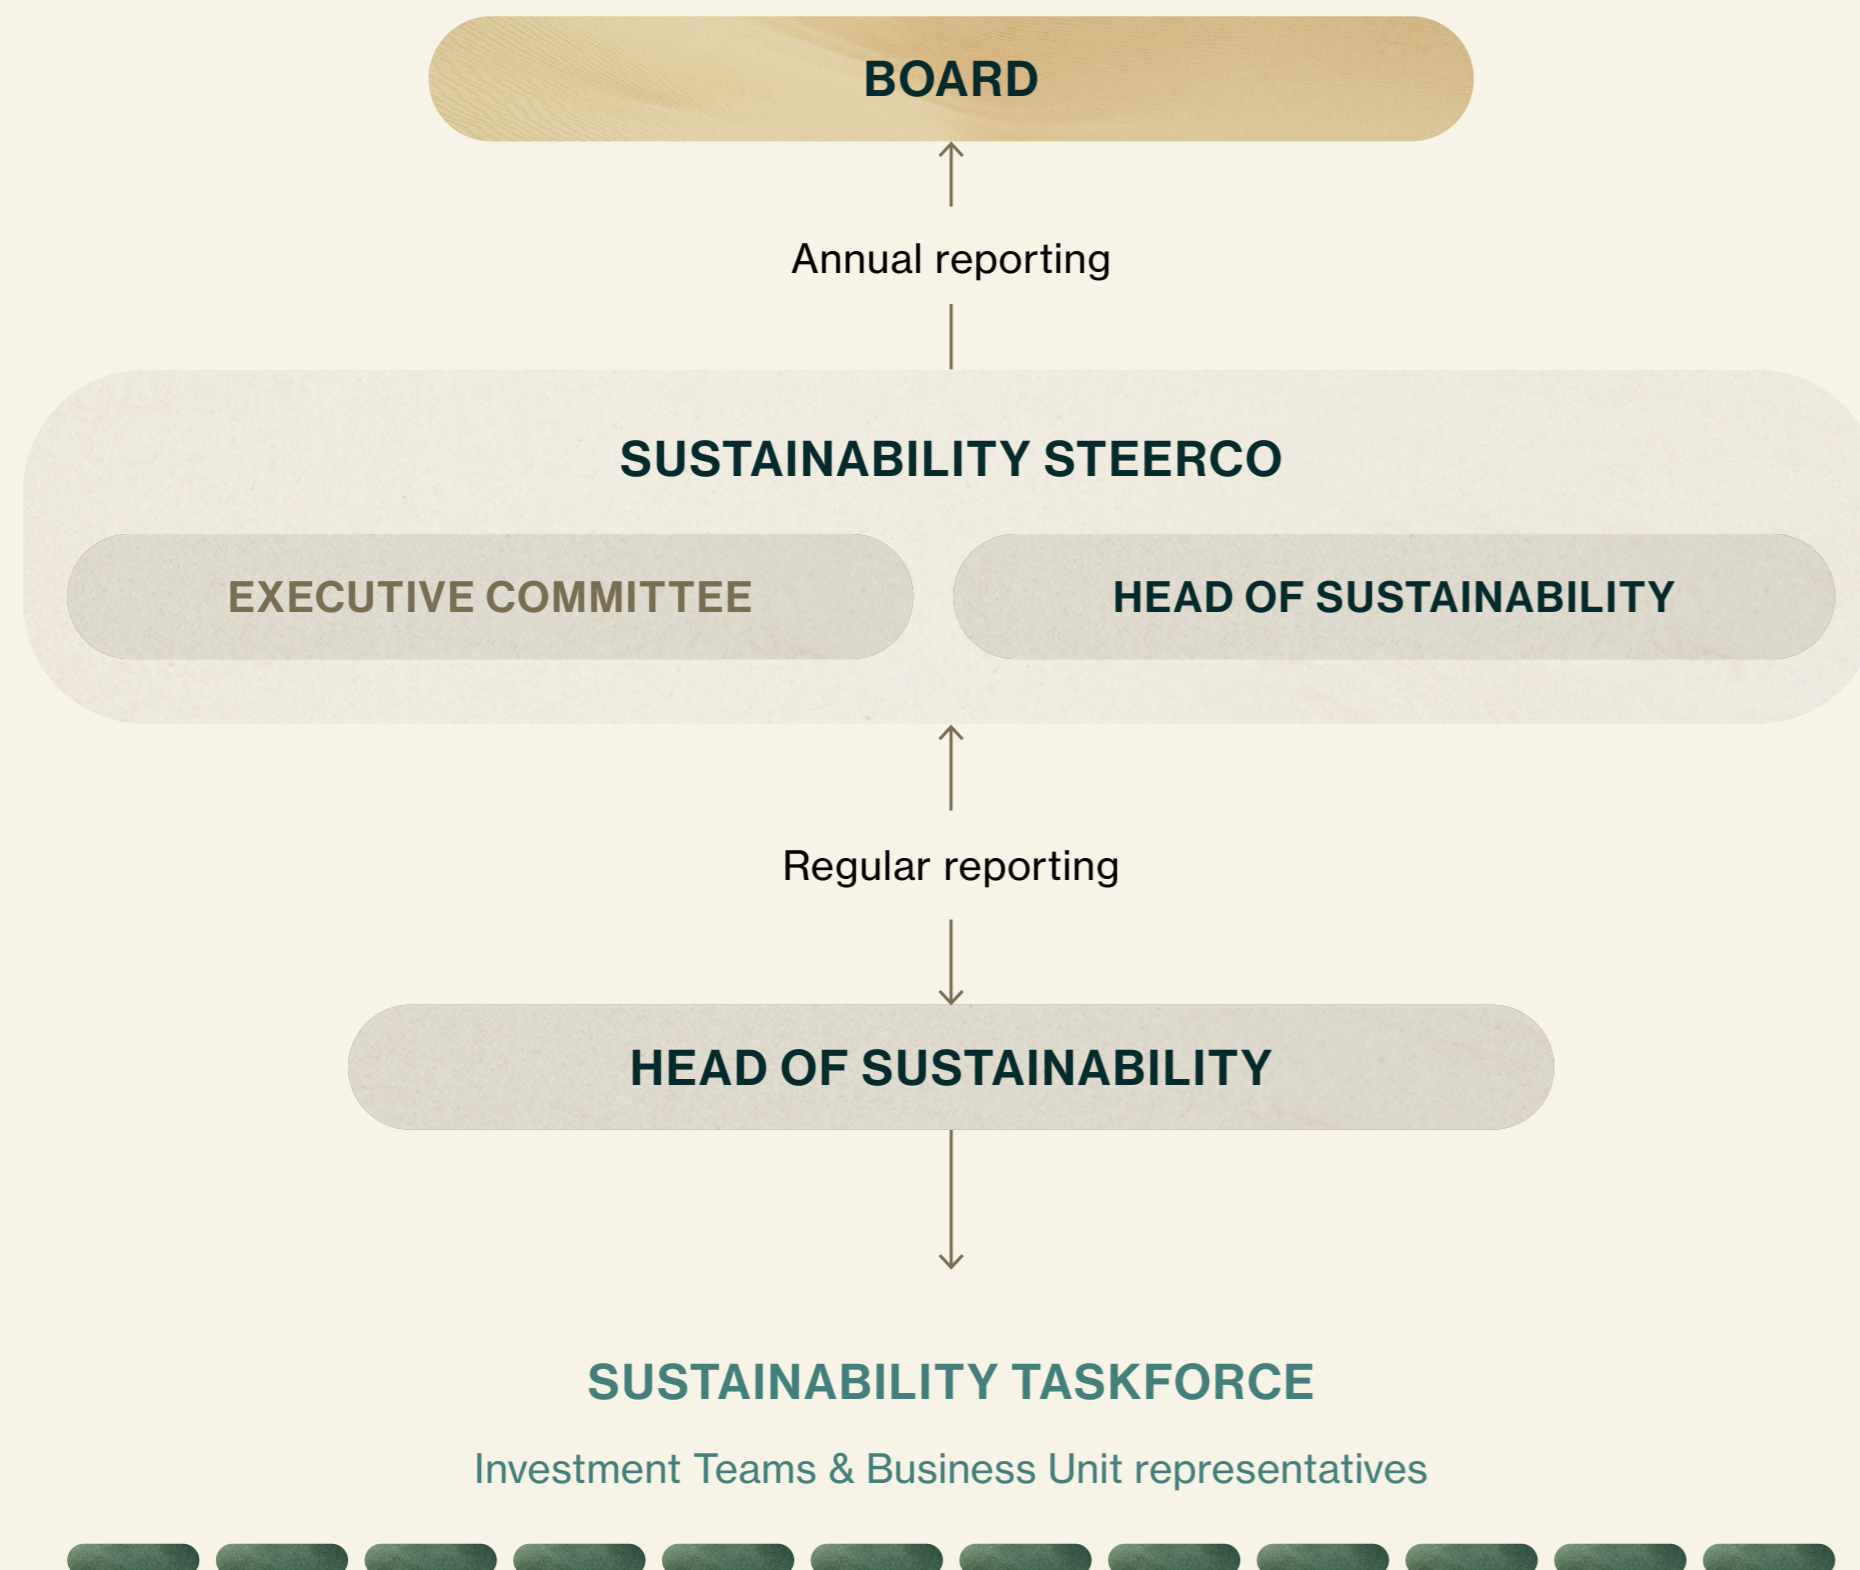 BOARD
Annual reporting
SUSTAINABILITY STEERCO
EXECUTIVE COMMITTEE
HEAD OF SUSTAINABILITY
Regular reporting
HEAD OF SUSTAINABILITY
SUSTAINABILITY TASKFORCE
Investment Teams & Business Unit representatives